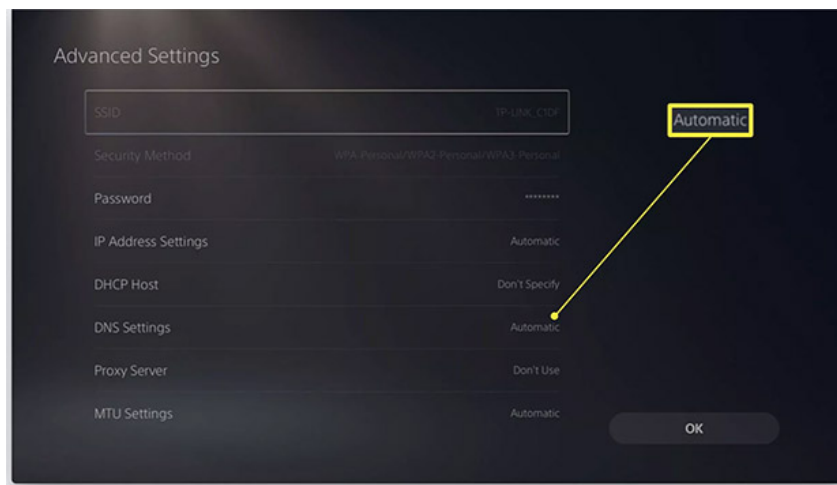 Advanced Settings
SSID TP-LINK_C1DF
Automatic
Security Method WPA-Personal/WPA2-Personal/WPA3-Personal
Password ********
IP Address Settings Automatic
DHCP Host Don't Specify
DNS Settings Automatic
Proxy Server Don't Use
MTU Settings Automatic
OK